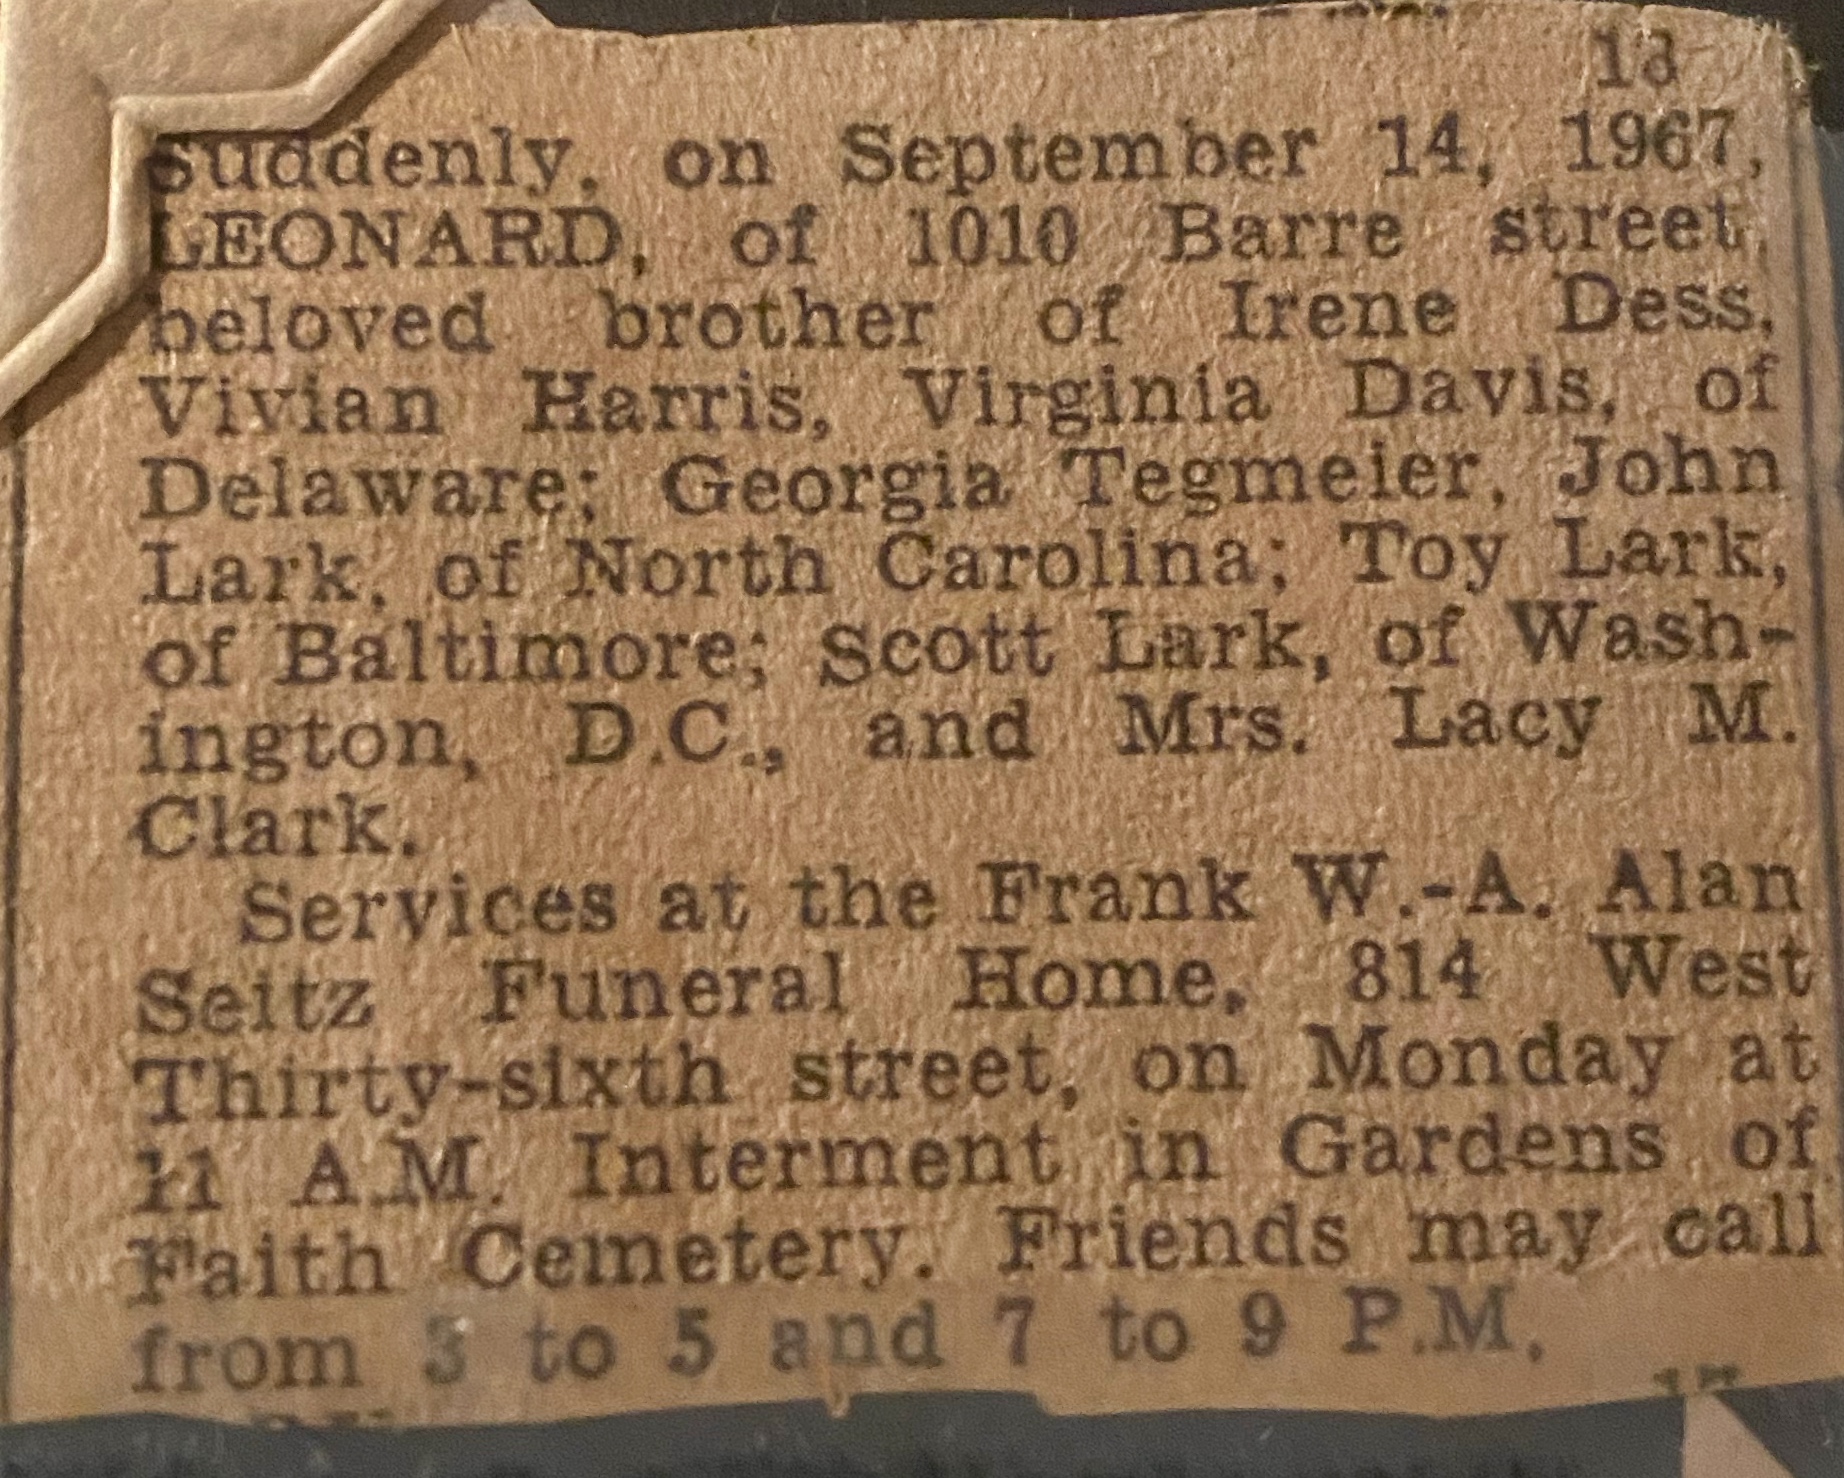 18
Suddenly, on September 14, 1967,
LEONARD, of 1010 Barre street,
beloved brother of Irene Dess,
Vivian Harris, Virginia Davis, of
Delaware; Georgia Tegmeier, John
Lark, of North Carolina; Toy Lark,
of Baltimore; Scott Lark, of Wash-
ington, D.C., and Mrs. Lacy M.
Clark.
Services at the Frank W.-A. Alan
Seitz Funeral Home, 814 West
Thirty-sixth street, on Monday at
11 A.M. Interment in Gardens of
Faith Cemetery. Friends may call
from 3 to 5 and 7 to 9 P.M.